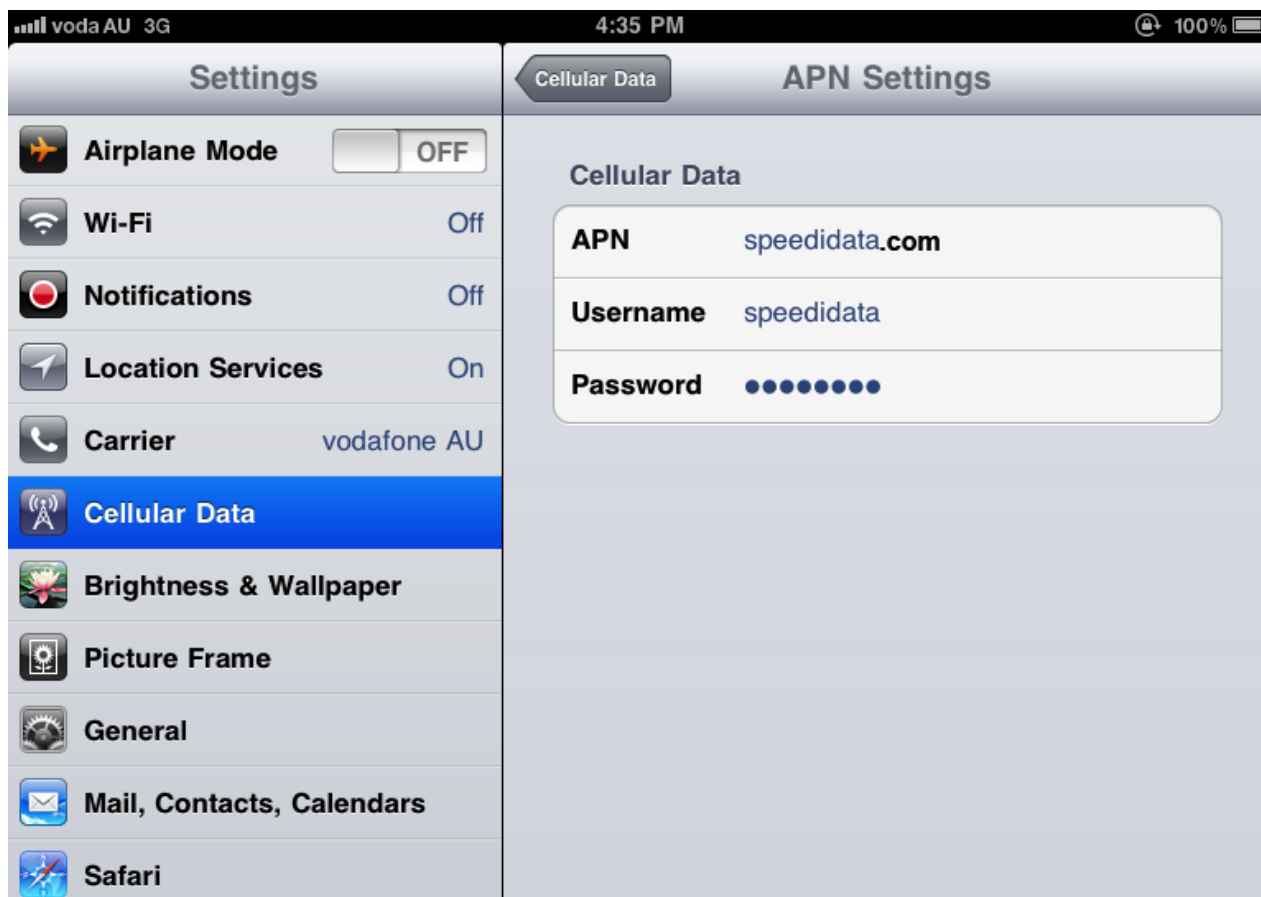 voda AU 3G 4:35 PM 100%
Settings
Airplane Mode OFF
Wi-Fi Off
Notifications Off
Location Services On
Carrier vodafone AU
Cellular Data
Brightness & Wallpaper
Picture Frame
General
Mail, Contacts, Calendars
Safari
Cellular Data APN Settings
Cellular Data
APN speedidata.com
Username speedidata
Password ●●●●●●●●